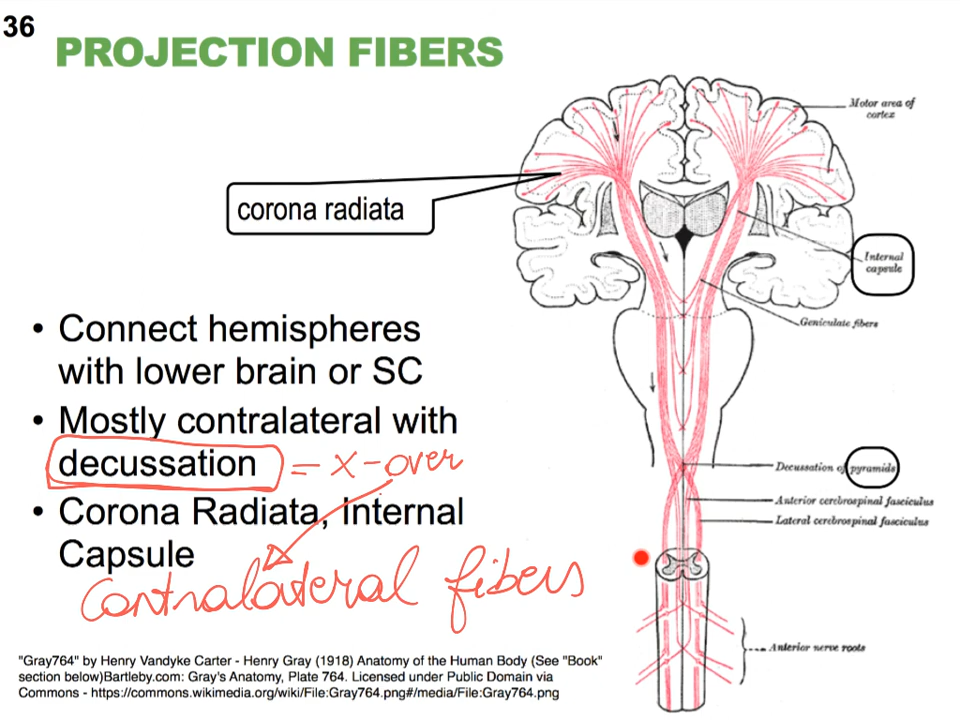 36
PROJECTION FIBERS
Motor area of
cortex
corona radiata
Internal
capsule
Geniculate fibers
• Connect hemispheres
with lower brain or SC
• Mostly contralateral with
decussation = x-over
• Corona Radiata, Internal
Capsule
Contralateral fibers
Decussation of pyramids
Anterior cerebrospinal fasciculus
Lateral cerebrospinal fasciculus
Anterior nerve roots
"Gray764" by Henry Vandyke Carter - Henry Gray (1918) Anatomy of the Human Body (See "Book"
section below)Bartleby.com: Gray's Anatomy, Plate 764. Licensed under Public Domain via
Commons - https://commons.wikimedia.org/wiki/File:Gray764.png#/media/File:Gray764.png